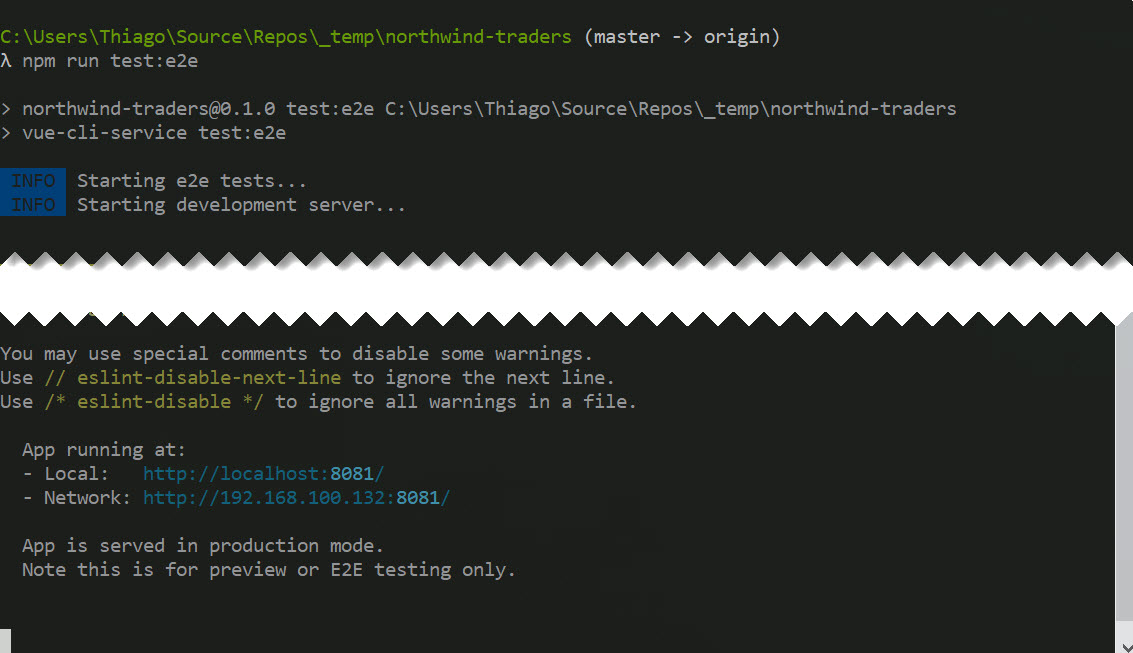 C:\Users\Thiago\Source\Repos\_temp\northwind-traders (master -> origin)
λ npm run test:e2e
> northwind-traders@0.1.0 test:e2e C:\Users\Thiago\Source\Repos\_temp\northwind-traders
> vue-cli-service test:e2e
INFO Starting e2e tests...
INFO Starting development server...
You may use special comments to disable some warnings.
Use // eslint-disable-next-line to ignore the next line.
Use /* eslint-disable */ to ignore all warnings in a file.
App running at:
- Local: http://localhost:8081/
- Network: http://192.168.100.132:8081/
App is served in production mode.
Note this is for preview or E2E testing only.